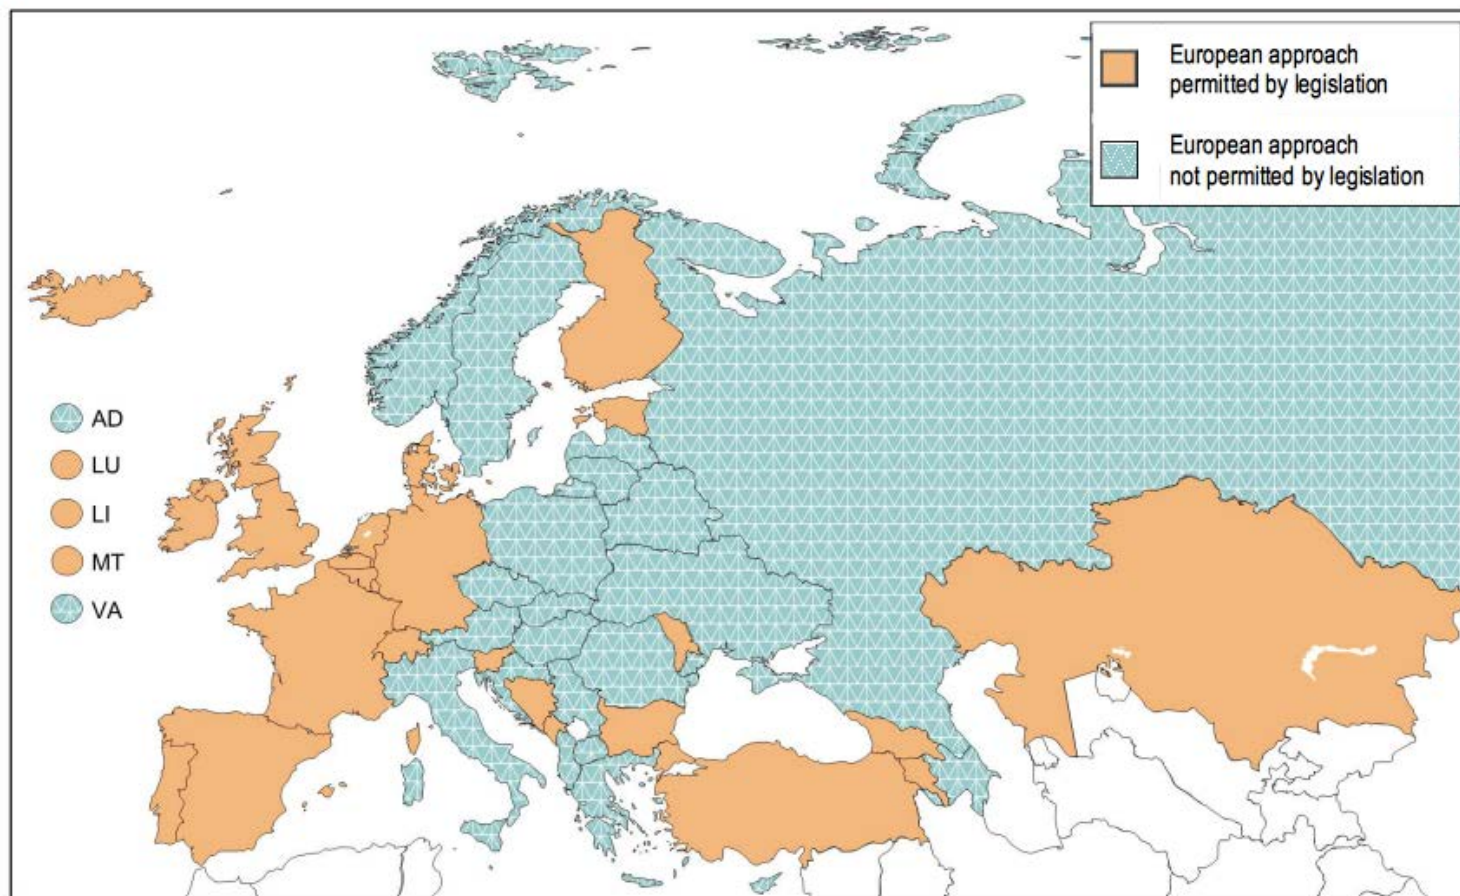 European approach
permitted by legislation
European approach
not permitted by legislation
AD
LU
LI
MT
VA